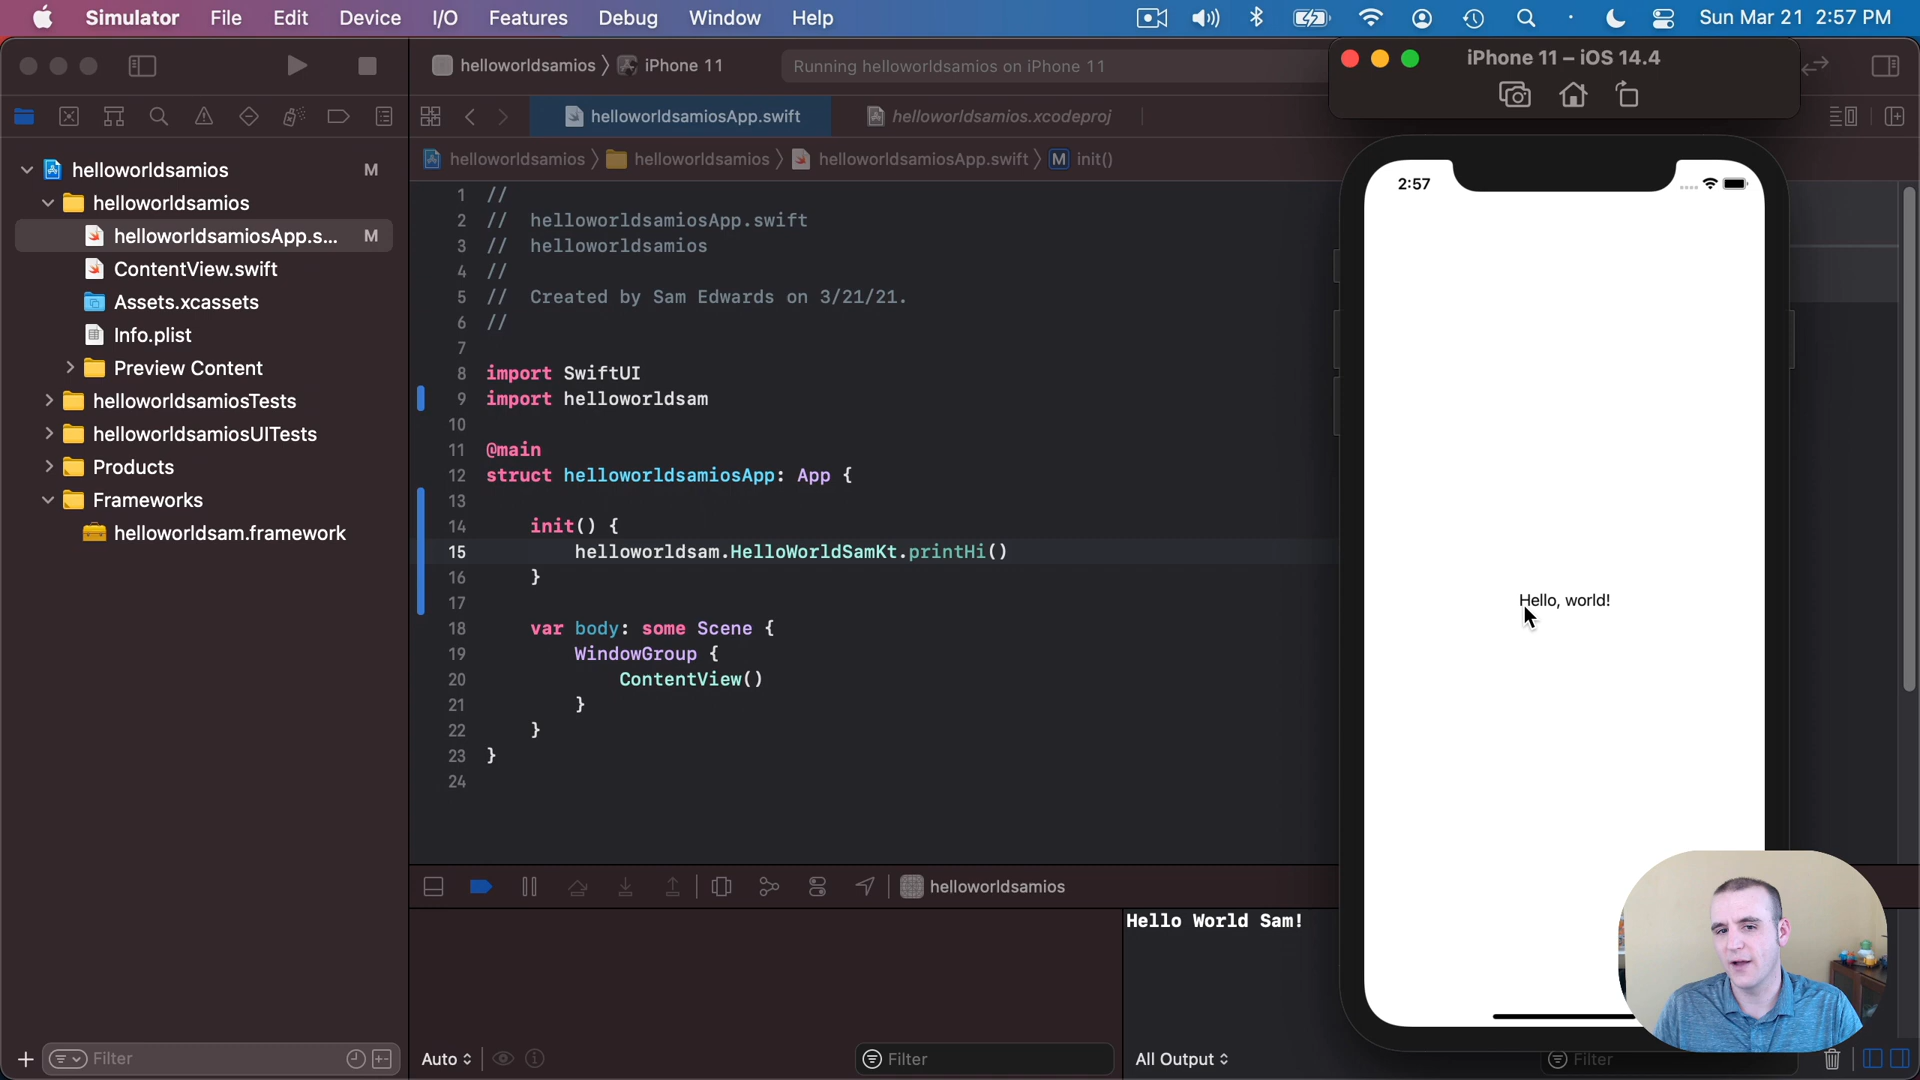 Simulator File Edit Device I/O Features Debug Window Help Sun Mar 21 2:57 PM
helloworldsamios iPhone 11 Running helloworldsamios on iPhone 11
iPhone 11 – iOS 14.4
helloworldsamiosApp.swift helloworldsamios.xcodeproj
helloworldsamios helloworldsamios helloworldsamiosApp.swift M init()
helloworldsamios M
helloworldsamios
helloworldsamiosApp.s... M
ContentView.swift
Assets.xcassets
Info.plist
Preview Content
helloworldsamiosTests
helloworldsamiosUITests
Products
Frameworks
helloworldsam.framework
Filter
1 //
2 // helloworldsamiosApp.swift
3 // helloworldsamios
4 //
5 // Created by Sam Edwards on 3/21/21.
6 //
7
8 import SwiftUI
9 import helloworldsam
10
11 @main
12 struct helloworldsamiosApp: App {
13
14 init() {
15 helloworldsam.HelloWorldSamKt.printHi()
16 }
17
18 var body: some Scene {
19 WindowGroup {
20 ContentView()
21 }
22 }
23 }
24
helloworldsamios
Hello World Sam!
Auto Filter All Output Filter
2:57
Hello, world!